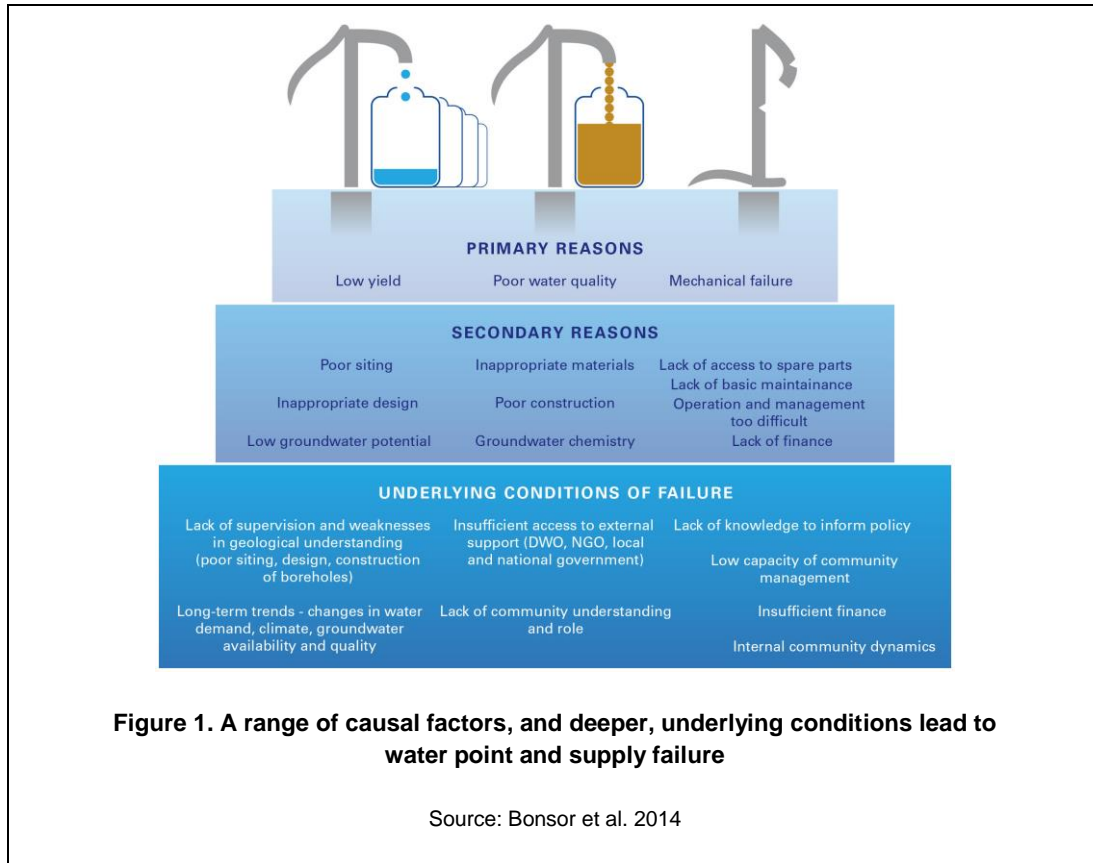 PRIMARY REASONS
Low yield
Poor water quality
Mechanical failure
SECONDARY REASONS
Poor siting
Inappropriate materials
Lack of access to spare parts
Lack of basic maintainance
Inappropriate design
Poor construction
Operation and management
too difficult
Low groundwater potential
Groundwater chemistry
Lack of finance
UNDERLYING CONDITIONS OF FAILURE
Lack of supervision and weaknesses
in geological understanding
(poor siting, design, construction
of boreholes)
Insufficient access to external
support (DWO, NGO, local
and national government)
Lack of knowledge to inform policy
Low capacity of community
management
Long-term trends - changes in water
demand, climate, groundwater
availability and quality
Lack of community understanding
and role
Insufficient finance
Internal community dynamics
Figure 1. A range of causal factors, and deeper, underlying conditions lead to
water point and supply failure
Source: Bonsor et al. 2014